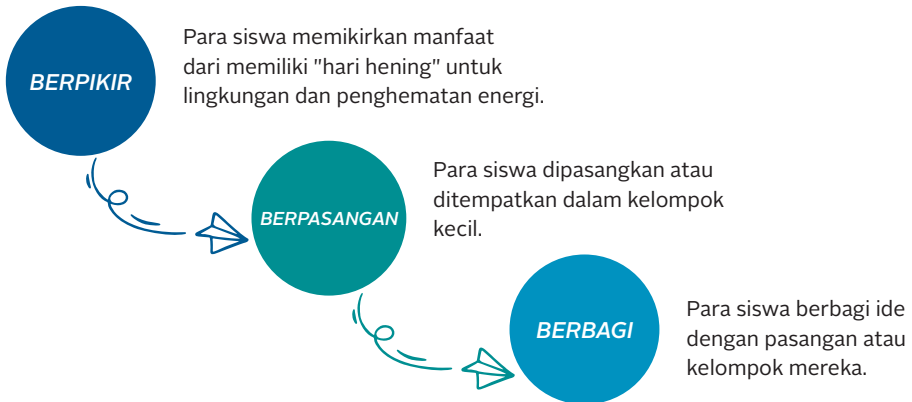 BERPIKIR
Para siswa memikirkan manfaat
dari memiliki "hari hening" untuk
lingkungan dan penghematan energi.
BERPASANGAN
Para siswa dipasangkan atau
ditempatkan dalam kelompok
kecil.
BERBAGI
Para siswa berbagi ide
dengan pasangan atau
kelompok mereka.